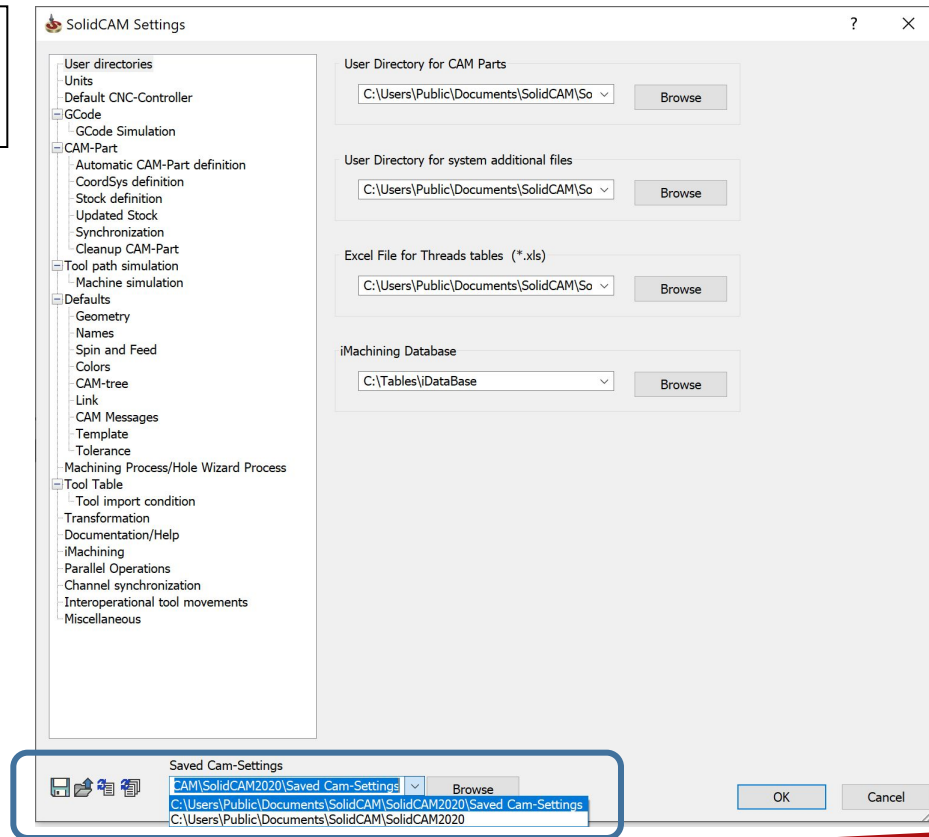 SolidCAM Settings
?
User directories
Units
Default CNC-Controller
GCode
GCode Simulation
CAM-Part
Automatic CAM-Part definition
CoordSys definition
Stock definition
Updated Stock
Synchronization
Cleanup CAM-Part
Tool path simulation
Machine simulation
Defaults
Geometry
Names
Spin and Feed
Colors
CAM-tree
Link
CAM Messages
Template
Tolerance
Machining Process/Hole Wizard Process
Tool Table
Tool import condition
Transformation
Documentation/Help
iMachining
Parallel Operations
Channel synchronization
Interoperational tool movements
Miscellaneous
User Directory for CAM Parts
C:\Users\Public\Documents\SolidCAM\So Browse
User Directory for system additional files
C:\Users\Public\Documents\SolidCAM\So Browse
Excel File for Threads tables (*.xls)
C:\Users\Public\Documents\SolidCAM\So Browse
iMachining Database
C:\Tables\iDataBase Browse
Saved Cam-Settings
CAM\SolidCAM2020\Saved Cam-Settings Browse
C:\Users\Public\Documents\SolidCAM\SolidCAM2020\Saved Cam-Settings
C:\Users\Public\Documents\SolidCAM\SolidCAM2020
OK Cancel